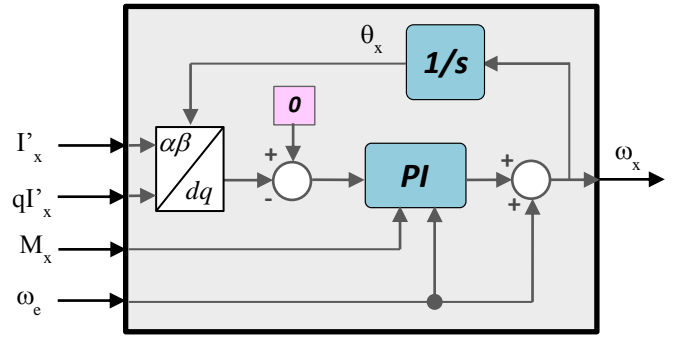 θx
1/s
0
I'x
αβ
+
PI
+
ωx
qI'x
dq
-
+
Mx
ωe